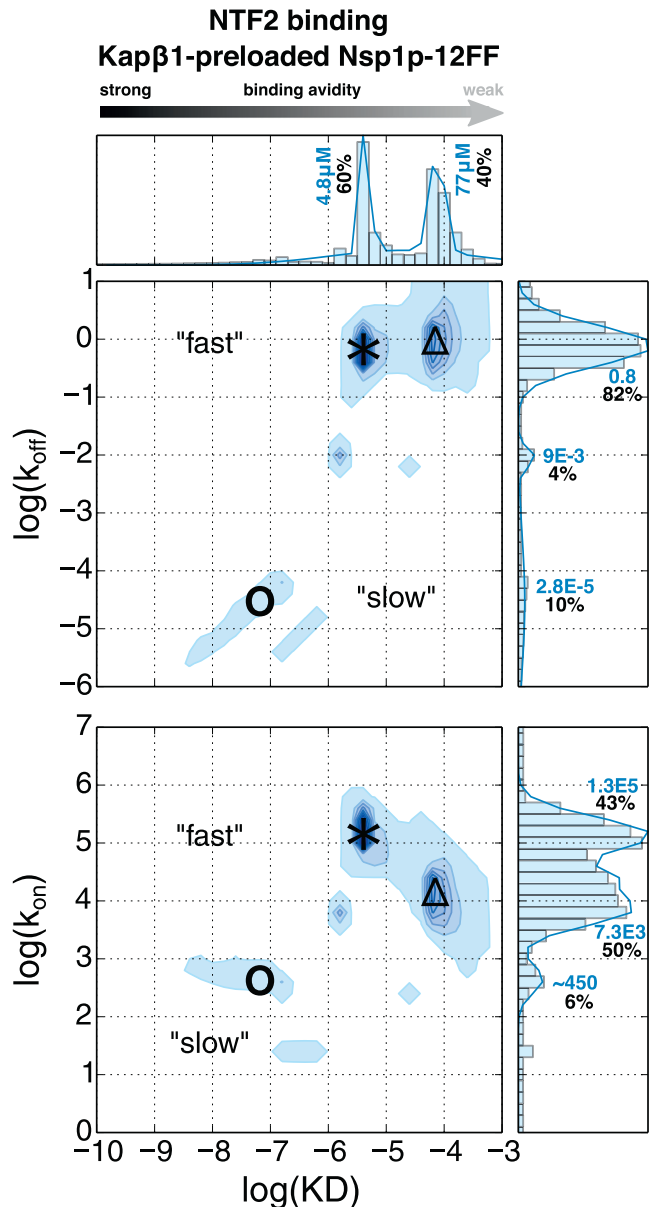 NTF2 binding
Kapβ1-preloaded Nsp1p-12FF
strong binding avidity weak
4.8µM
60%
77µM
40%
1
0
−1
−2
−3
−4
−5
−6
log(koff)
"fast"
*
Δ
O
"slow"
0.8
82%
9E-3
4%
2.8E-5
10%
7
6
5
4
3
2
1
0
log(kon)
"fast"
*
Δ
O
"slow"
1.3E5
43%
7.3E3
50%
~450
6%
−10 −9 −8 −7 −6 −5 −4 −3
log(KD)